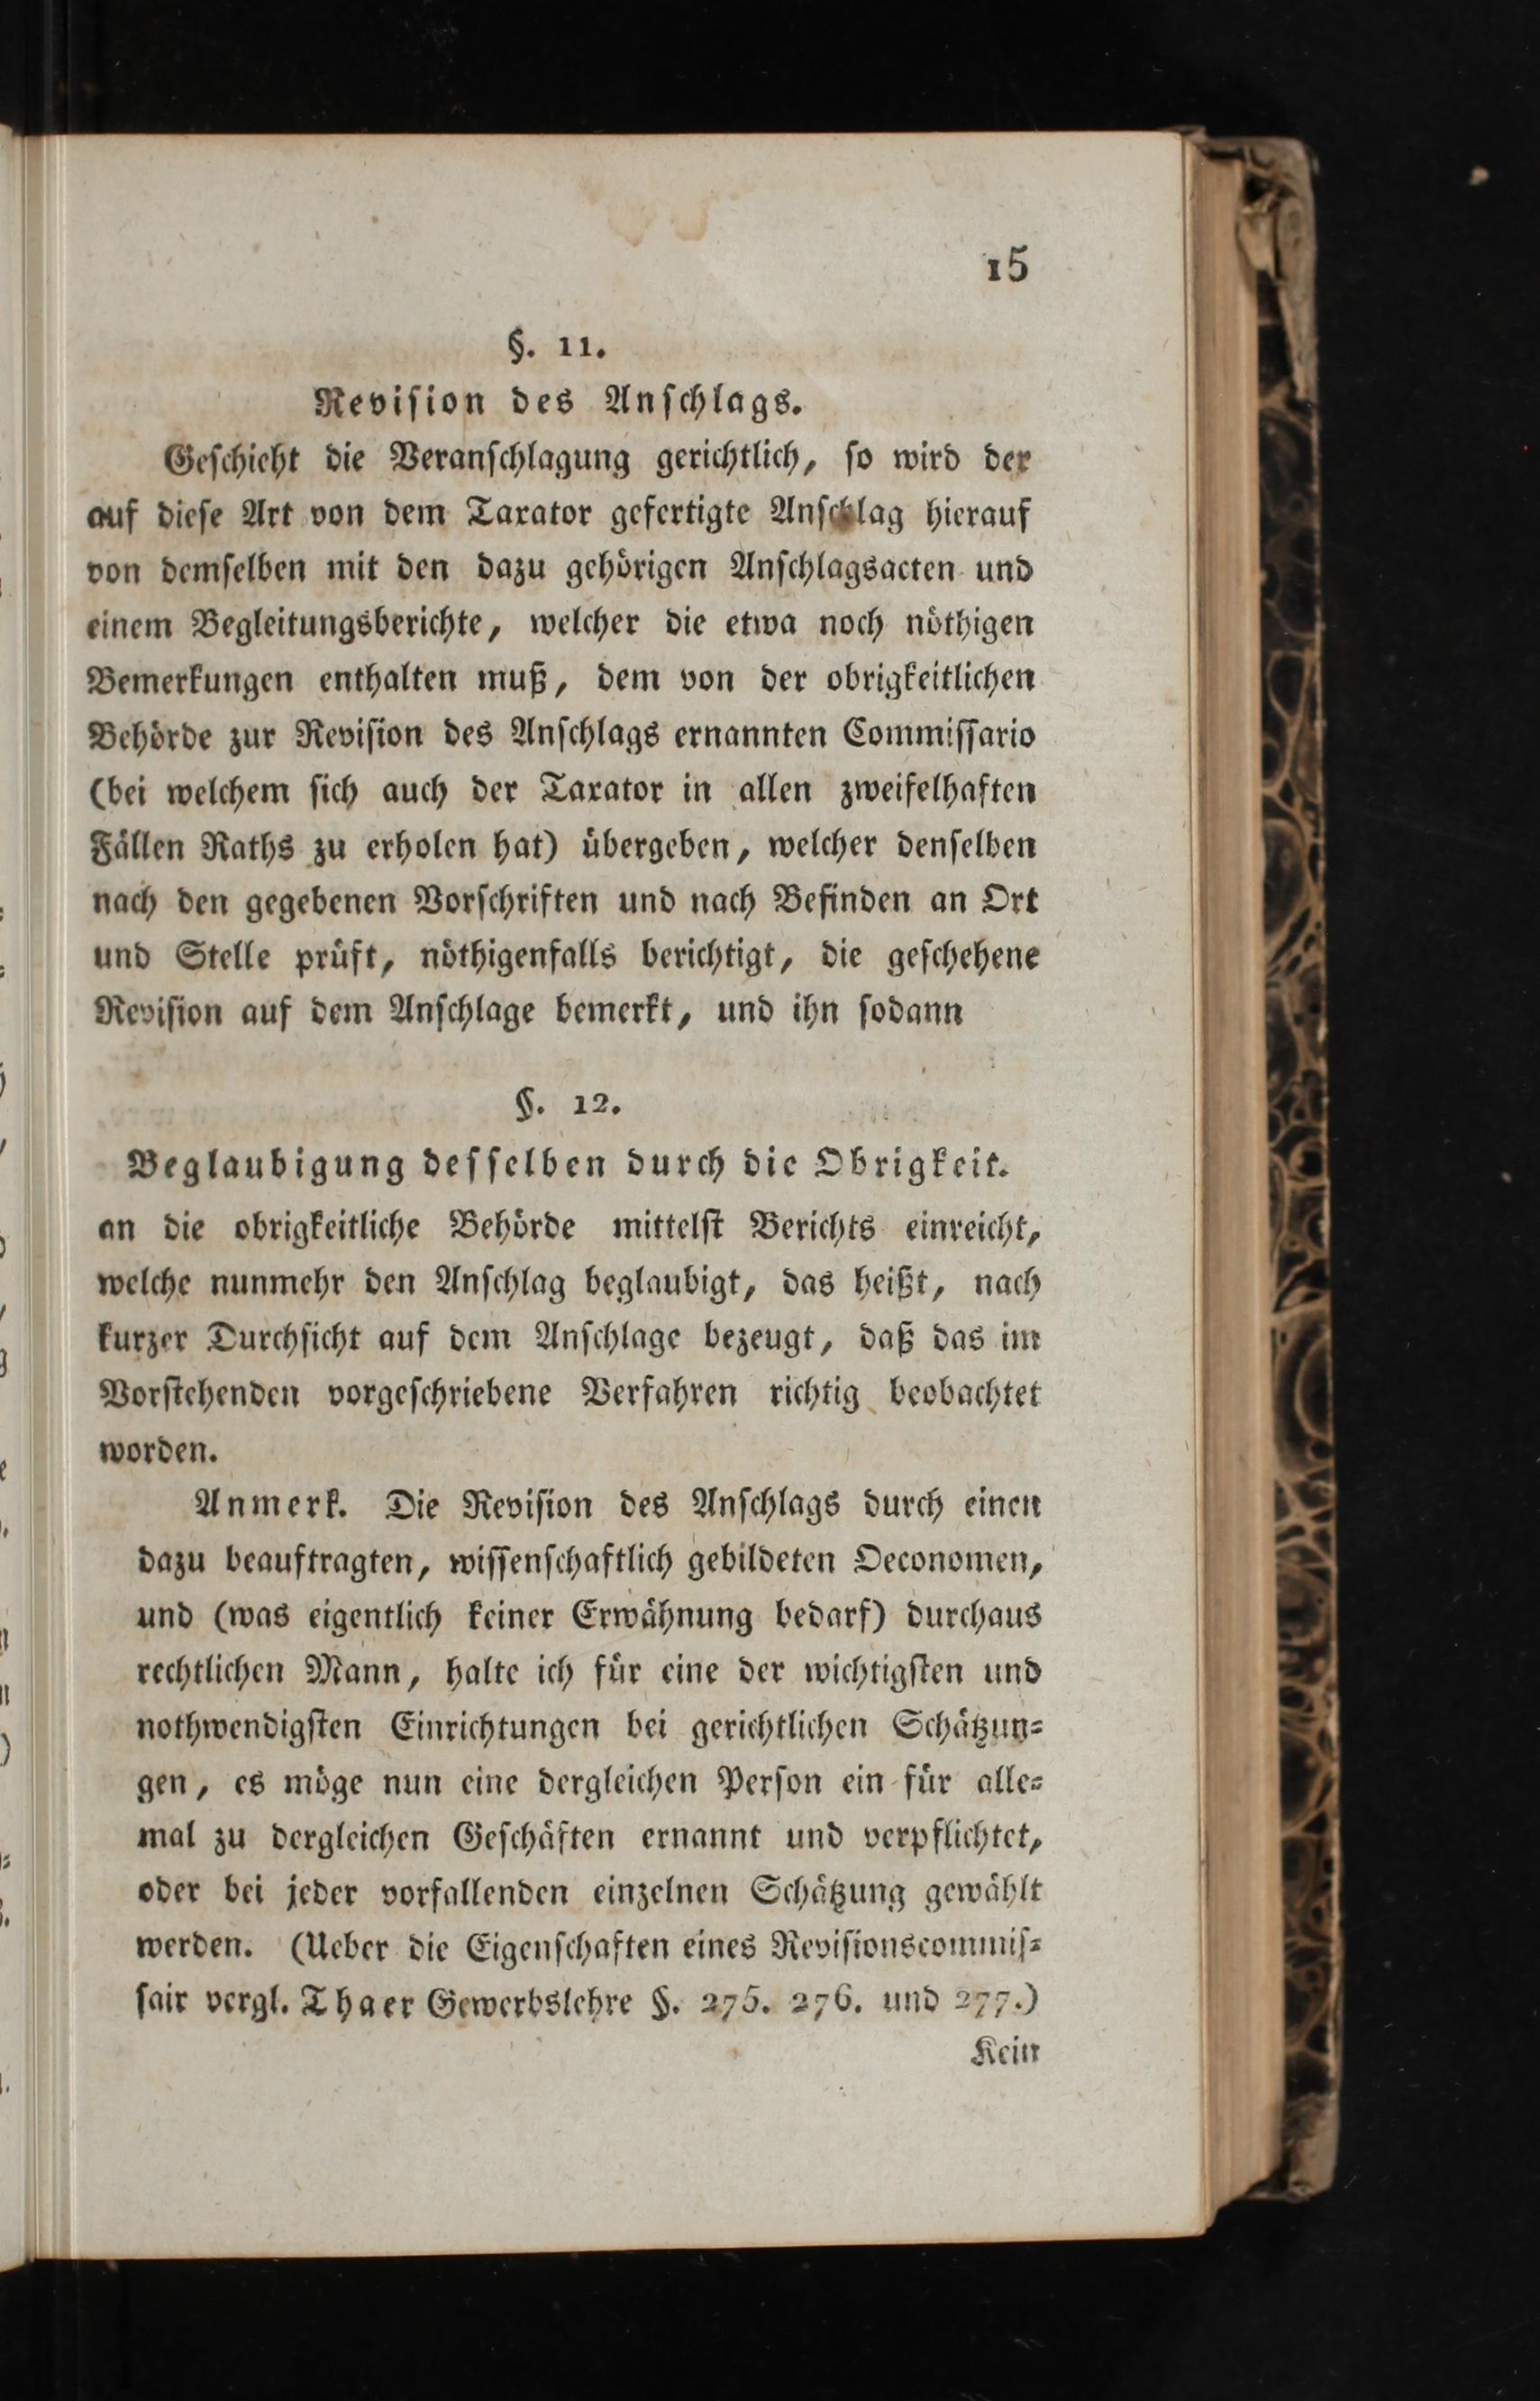 15
§. 11.
Revision des Anschlags.
Geschieht die Veranschlagung gerichtlich, so wird der
auf diese Art von dem Taxator gefertigte Anschlag hierauf
von demselben mit den dazu gehörigen Anschlagsacten und
einem Begleitungsberichte, welcher die etwa noch nöthigen
Bemerkungen enthalten muß, dem von der obrigkeitlichen
Behörde zur Revision des Anschlags ernannten Commissario
(bei welchem sich auch der Taxator in allen zweifelhaften
Fällen Raths zu erholen hat) übergeben, welcher denselben
nach den gegebenen Vorschriften und nach Befinden an Ort
und Stelle prüft, nöthigenfalls berichtigt, die geschehene
Revision auf dem Anschlage bemerkt, und ihn sodann
§. 12.
Beglaubigung desselben durch die Obrigkeit.
an die obrigkeitliche Behörde mittelst Berichts einreicht,
welche nunmehr den Anschlag beglaubigt, das heißt, nach
kurzer Durchsicht auf dem Anschlage bezeugt, daß das im
Vorstehenden vorgeschriebene Verfahren richtig beobachtet
worden.
Anmerk. Die Revision des Anschlags durch einen
dazu beauftragten, wissenschaftlich gebildeten Oeconomen,
und (was eigentlich keiner Erwähnung bedarf) durchaus
rechtlichen Mann, halte ich für eine der wichtigsten und
nothwendigsten Einrichtungen bei gerichtlichen Schätzun-
gen, es möge nun eine dergleichen Person ein für alle-
mal zu dergleichen Geschäften ernannt und verpflichtet,
oder bei jeder vorfallenden einzelnen Schätzung gewählt
werden. (Ueber die Eigenschaften eines Revisionscommis-
sair vergl. Thaer Gewerbslehre §. 275. 276. und 277.)
Kein